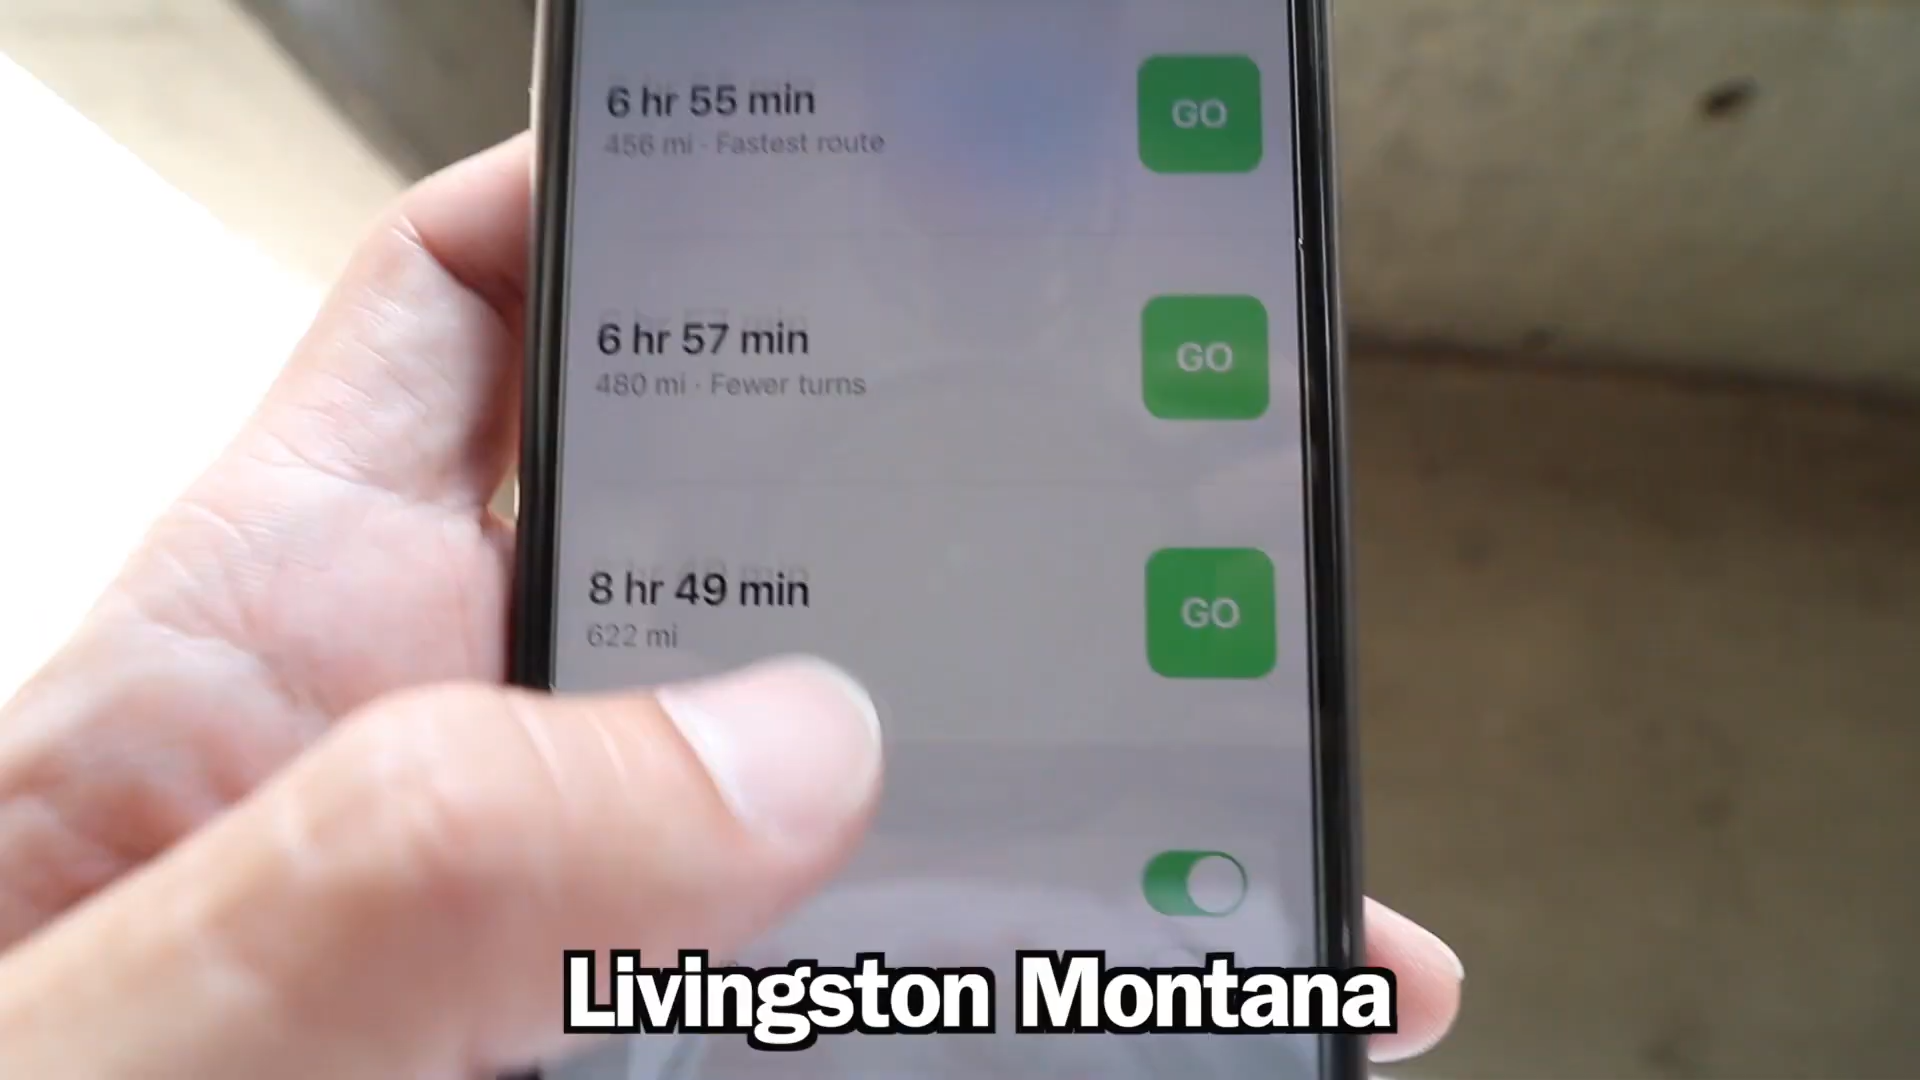 6 hr 55 min
456 mi · Fastest route
GO
6 hr 57 min
480 mi · Fewer turns
GO
8 hr 49 min
622 mi
GO
Livingston Montana